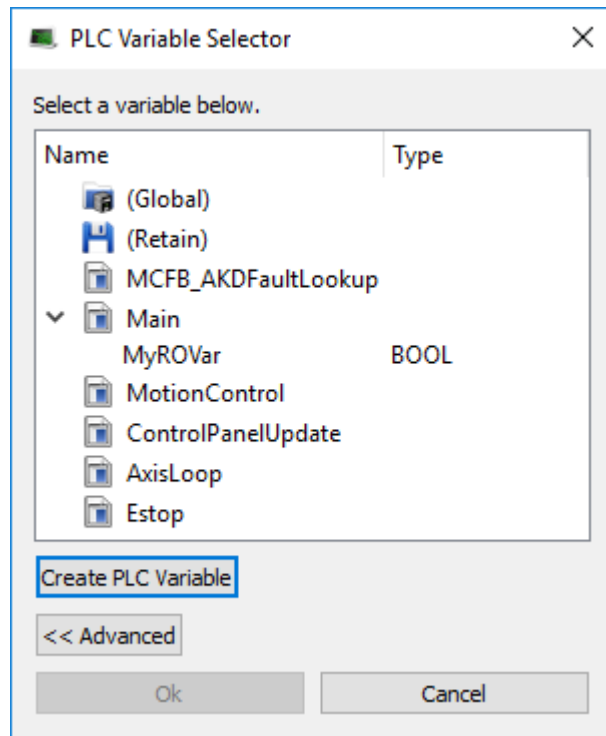 PLC Variable Selector
Select a variable below.
Name Type
(Global)
(Retain)
MCFB_AKDFaultLookup
Main
MyROVar BOOL
MotionControl
ControlPanelUpdate
AxisLoop
Estop
Create PLC Variable
<< Advanced
Ok Cancel